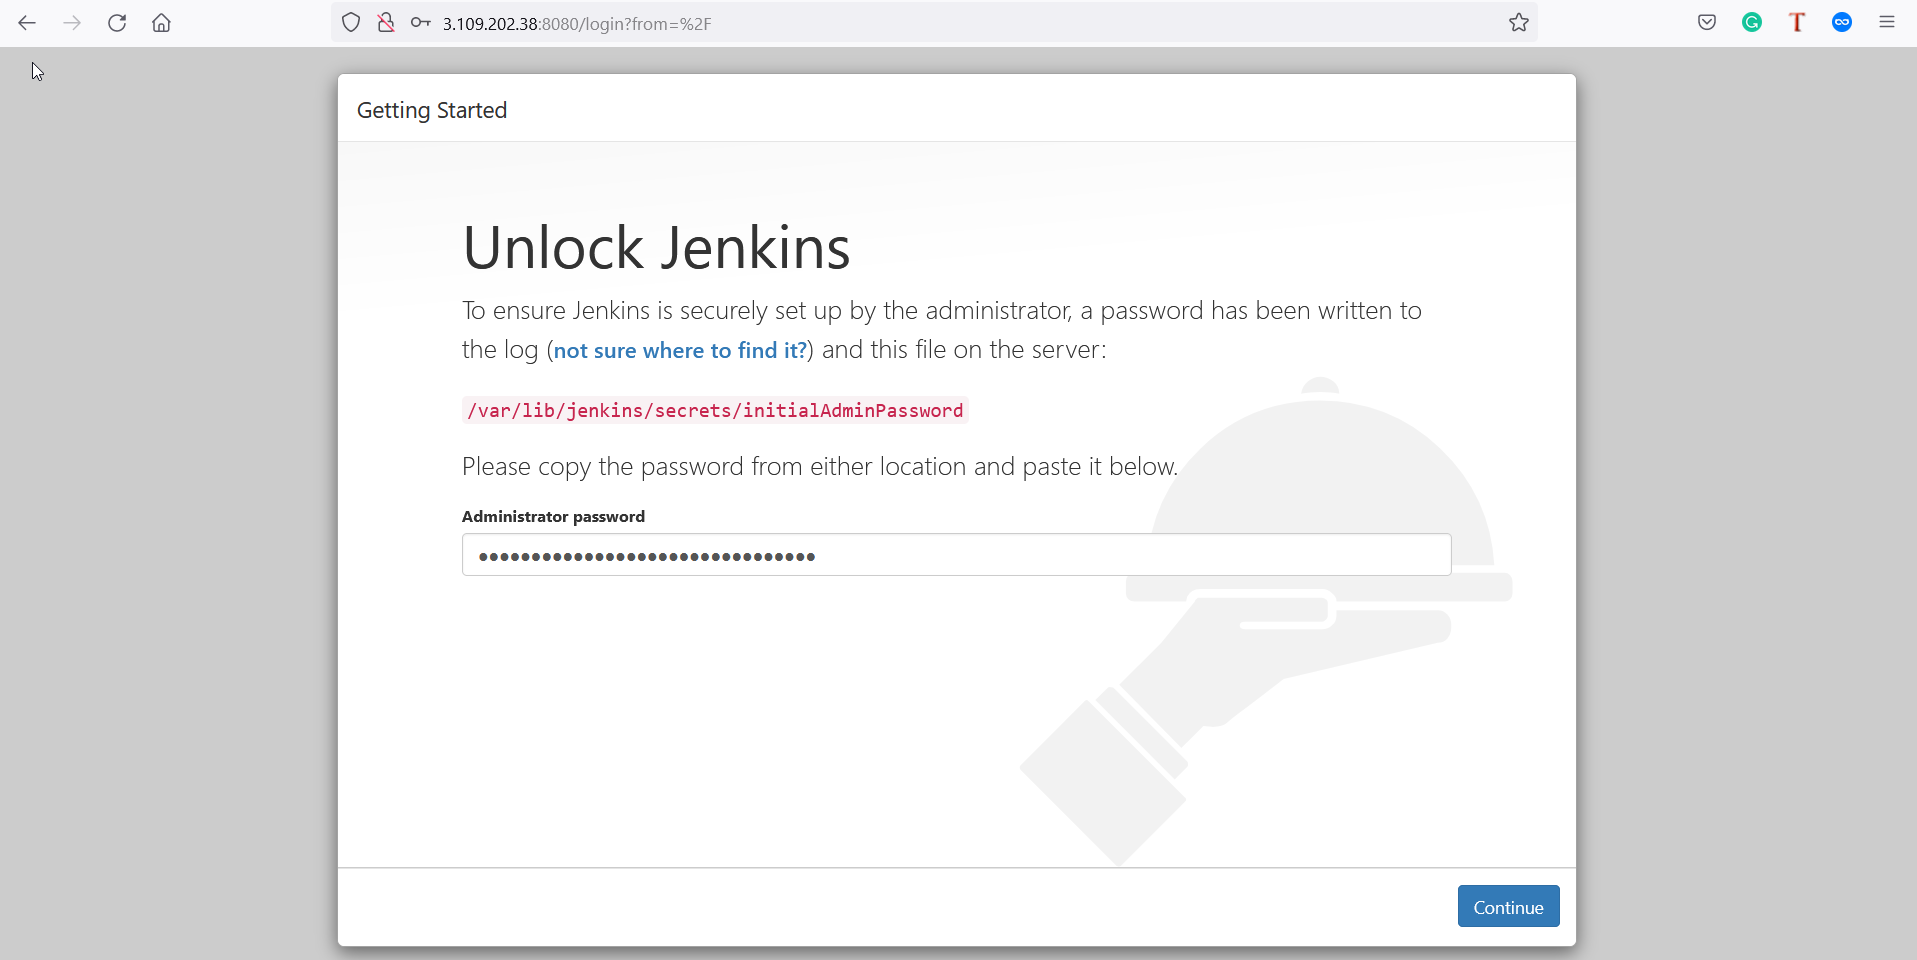 3.109.202.38:8080/login?from=%2F
Getting Started
Unlock Jenkins
To ensure Jenkins is securely set up by the administrator, a password has been written to
the log (not sure where to find it?) and this file on the server:
/var/lib/jenkins/secrets/initialAdminPassword
Please copy the password from either location and paste it below.
Administrator password
••••••••••••••••••••••••••••••••
Continue